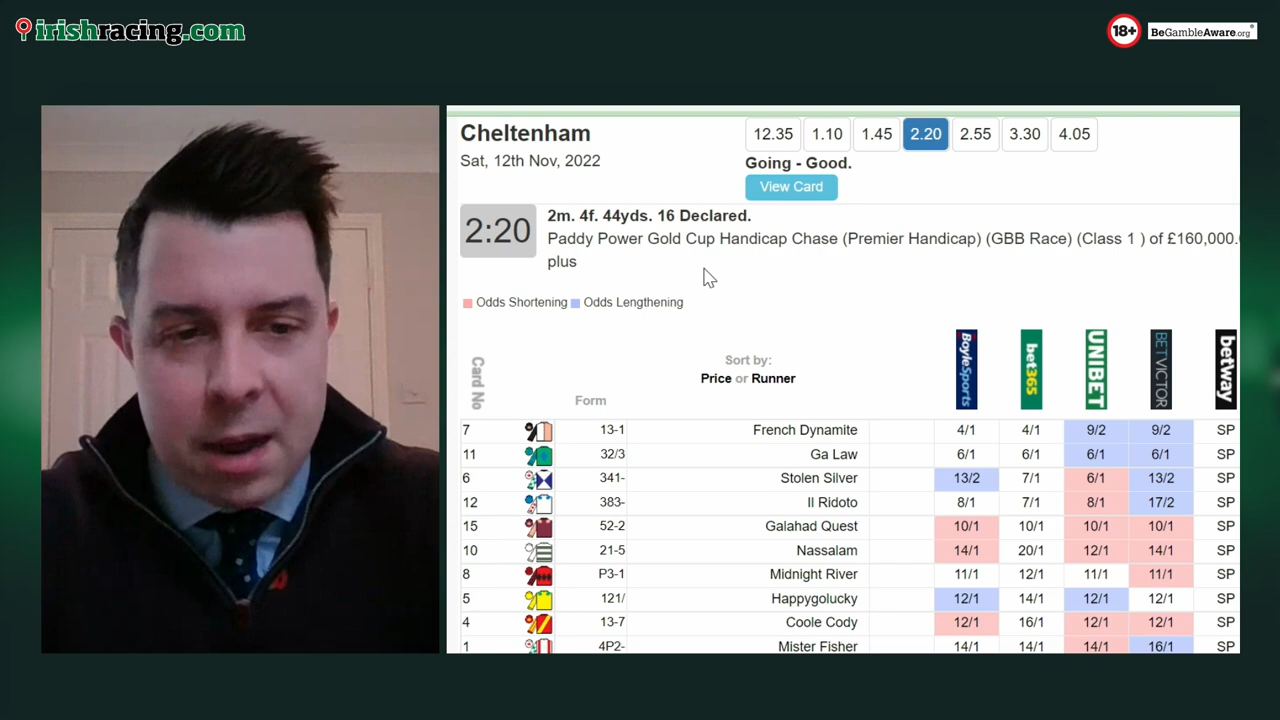 irishracing.com
18+
BeGambleAware.org®
Cheltenham
12.35 1.10 1.45 2.20 2.55 3.30 4.05
Sat, 12th Nov, 2022
Going - Good.
View Card
2:20
2m. 4f. 44yds. 16 Declared.
Paddy Power Gold Cup Handicap Chase (Premier Handicap) (GBB Race) (Class 1 ) of £160,000.
plus
Odds Shortening Odds Lengthening
Card No
Form
Sort by:
Price or Runner
BoyleSports
bet365
UNIBET
BETVICTOR
betway
7 13-1 French Dynamite 4/1 4/1 9/2 9/2 SP
11 32/3 Ga Law 6/1 6/1 6/1 6/1 SP
6 341- Stolen Silver 13/2 7/1 6/1 13/2 SP
12 383- Il Ridoto 8/1 7/1 8/1 17/2 SP
15 52-2 Galahad Quest 10/1 10/1 10/1 10/1 SP
10 21-5 Nassalam 14/1 20/1 12/1 14/1 SP
8 P3-1 Midnight River 11/1 12/1 11/1 11/1 SP
5 121/ Happygolucky 12/1 14/1 12/1 12/1 SP
4 13-7 Coole Cody 12/1 16/1 12/1 12/1 SP
1 4P2- Mister Fisher 14/1 14/1 14/1 16/1 SP